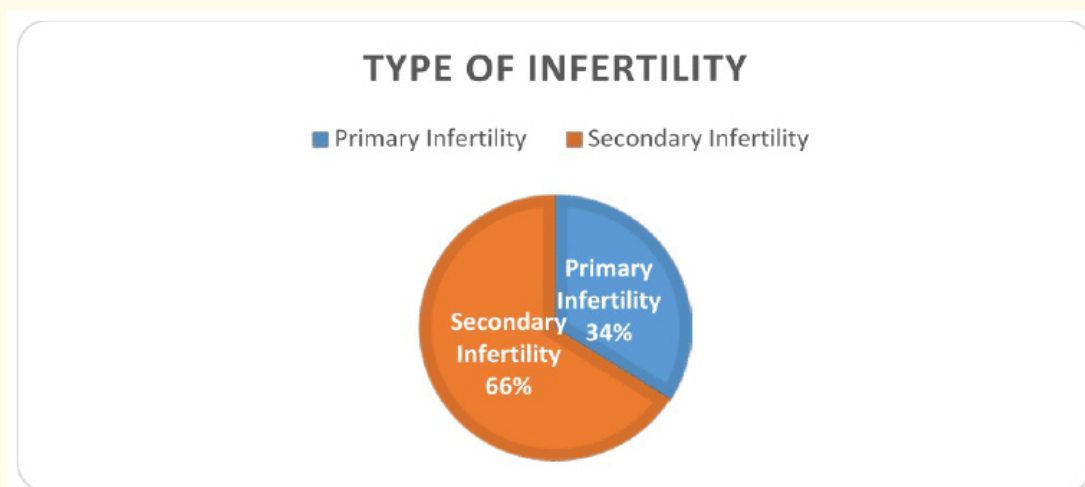 TYPE OF INFERTILITY
Primary Infertility Secondary Infertility
Primary
Infertility
34%
Secondary
Infertility
66%